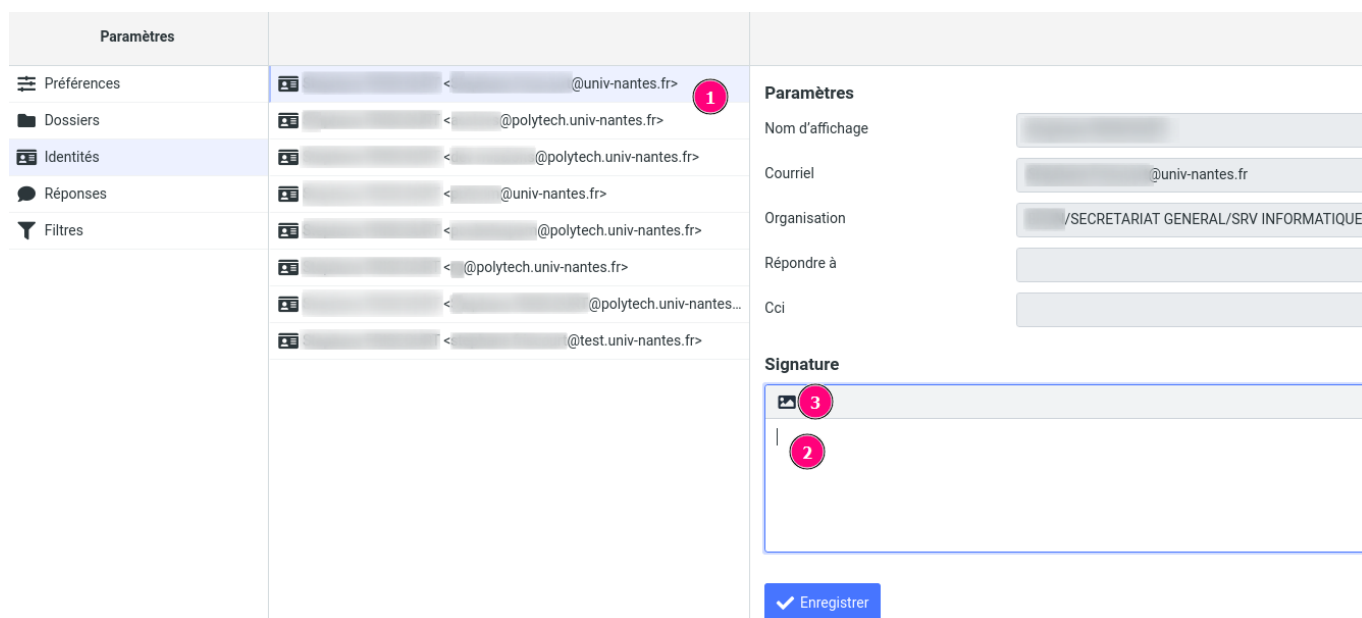 Paramètres
Préférences
Dossiers
Identités
Réponses
Filtres
< @univ-nantes.fr>
1
< @polytech.univ-nantes.fr>
< @polytech.univ-nantes.fr>
< @univ-nantes.fr>
< @polytech.univ-nantes.fr>
< @polytech.univ-nantes.fr>
< @polytech.univ-nantes…
< @test.univ-nantes.fr>
Paramètres
Nom d'affichage
Courriel @univ-nantes.fr
Organisation /SECRETARIAT GENERAL/SRV INFORMATIQUE
Répondre à
Cci
Signature
3
2
Enregistrer